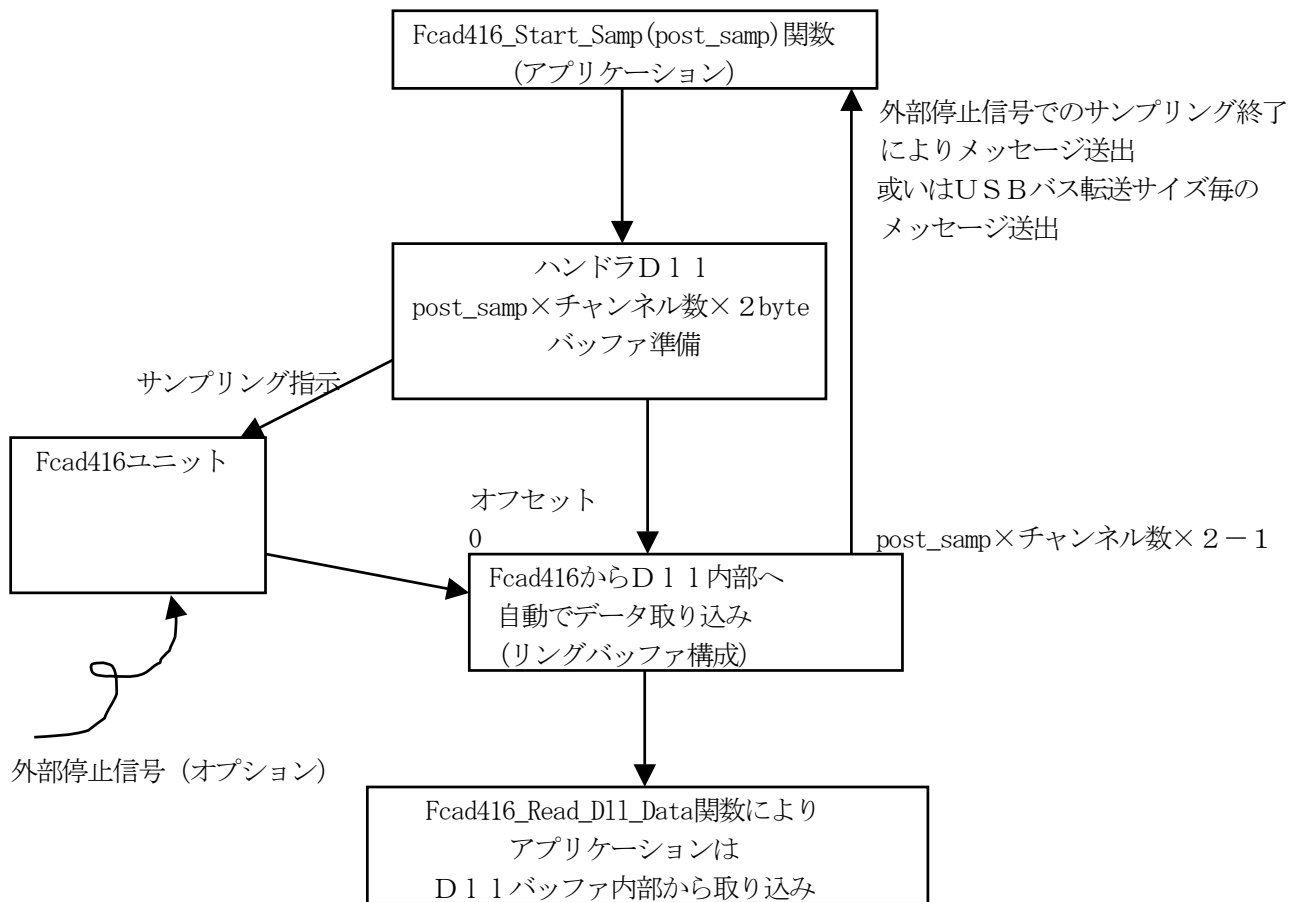 Fcad416_Start_Samp(post_samp)関数
(アプリケーション)
外部停止信号でのサンプリング終了
によりメッセージ送出
或いはＵＳＢバス転送サイズ毎の
メッセージ送出
ハンドラＤｌｌ
post_samp×チャンネル数×２byte
バッファ準備
サンプリング指示
Fcad416ユニット
オフセット
0
post_samp×チャンネル数×２－１
Fcad416からＤｌｌ内部へ
自動でデータ取り込み
(リングバッファ構成)
外部停止信号（オプション）
Fcad416_Read_Dll_Data関数により
アプリケーションは
Ｄｌｌバッファ内部から取り込み